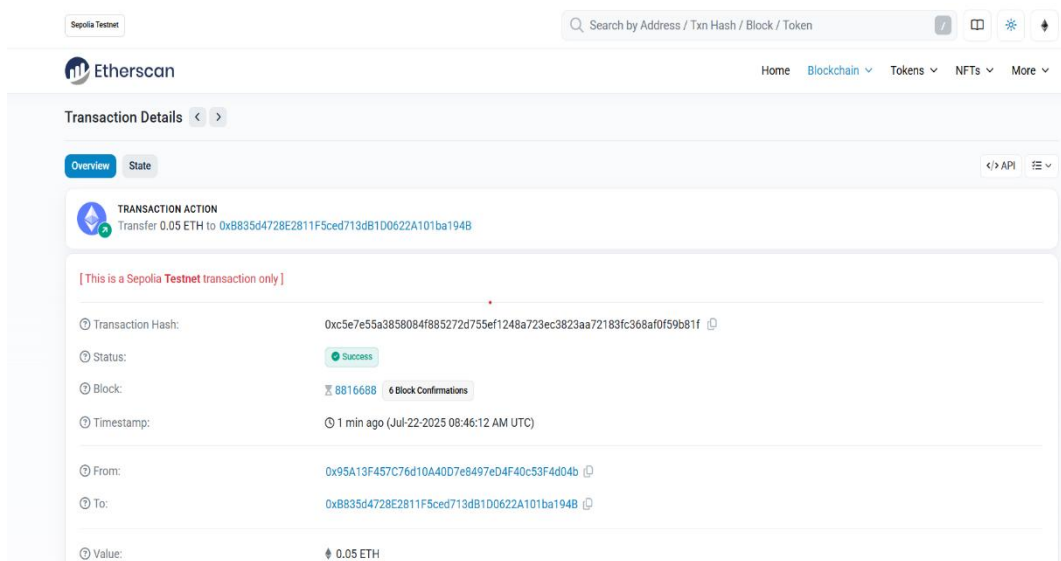 Sepolia Testnet
Search by Address / Txn Hash / Block / Token /
Etherscan
Home Blockchain Tokens NFTs More
Transaction Details < >
Overview State
</> API
TRANSACTION ACTION
Transfer 0.05 ETH to 0xB835d4728E2811F5ced713dB1D0622A101ba194B
[ This is a Sepolia Testnet transaction only ]
Transaction Hash: 0xc5e7e55a3858084f885272d755ef1248a723ec3823aa72183fc368af0f59b81f
Status: Success
Block: 8816688 6 Block Confirmations
Timestamp: 1 min ago (Jul-22-2025 08:46:12 AM UTC)
From: 0x95A13F457C76d10A40D7e8497eD4F40c53F4d04b
To: 0xB835d4728E2811F5ced713dB1D0622A101ba194B
Value: 0.05 ETH